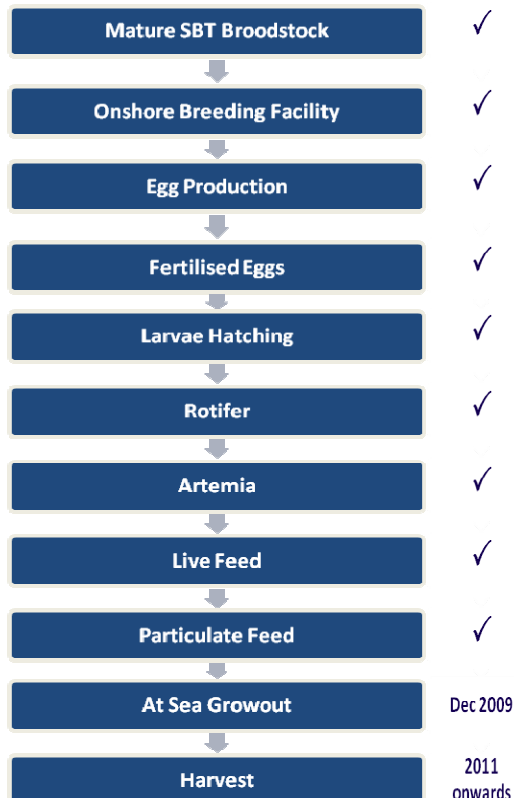 Mature SBT Broodstock ✓
Onshore Breeding Facility ✓
Egg Production ✓
Fertilised Eggs ✓
Larvae Hatching ✓
Rotifer ✓
Artemia ✓
Live Feed ✓
Particulate Feed ✓
At Sea Growout Dec 2009
Harvest 2011
onwards